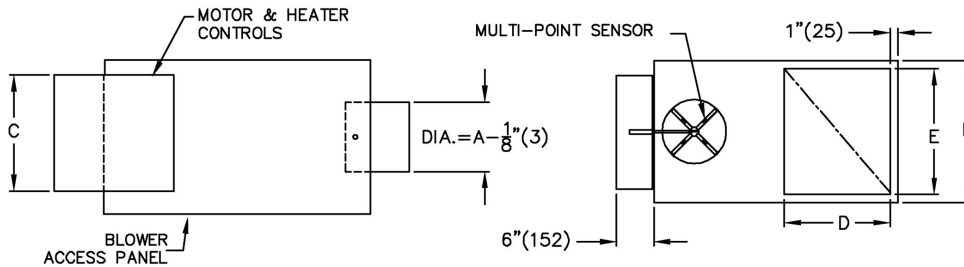 MOTOR & HEATER
CONTROLS
C
DIA.=A-1/8"(3)
BLOWER
ACCESS PANEL
MULTI-POINT SENSOR
1"(25)
E
D
6"(152)